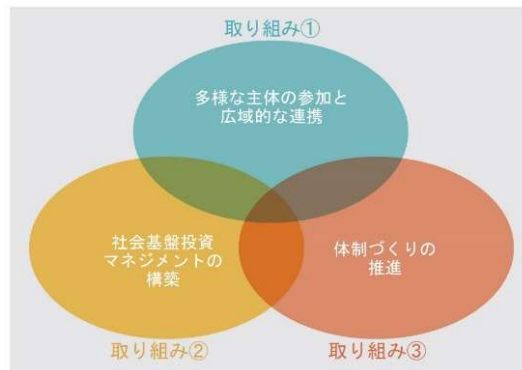 取り組み①
多様な主体の参加と
広域的な連携
社会基盤投資
マネジメントの
構築
体制づくりの
推進
取り組み②
取り組み③